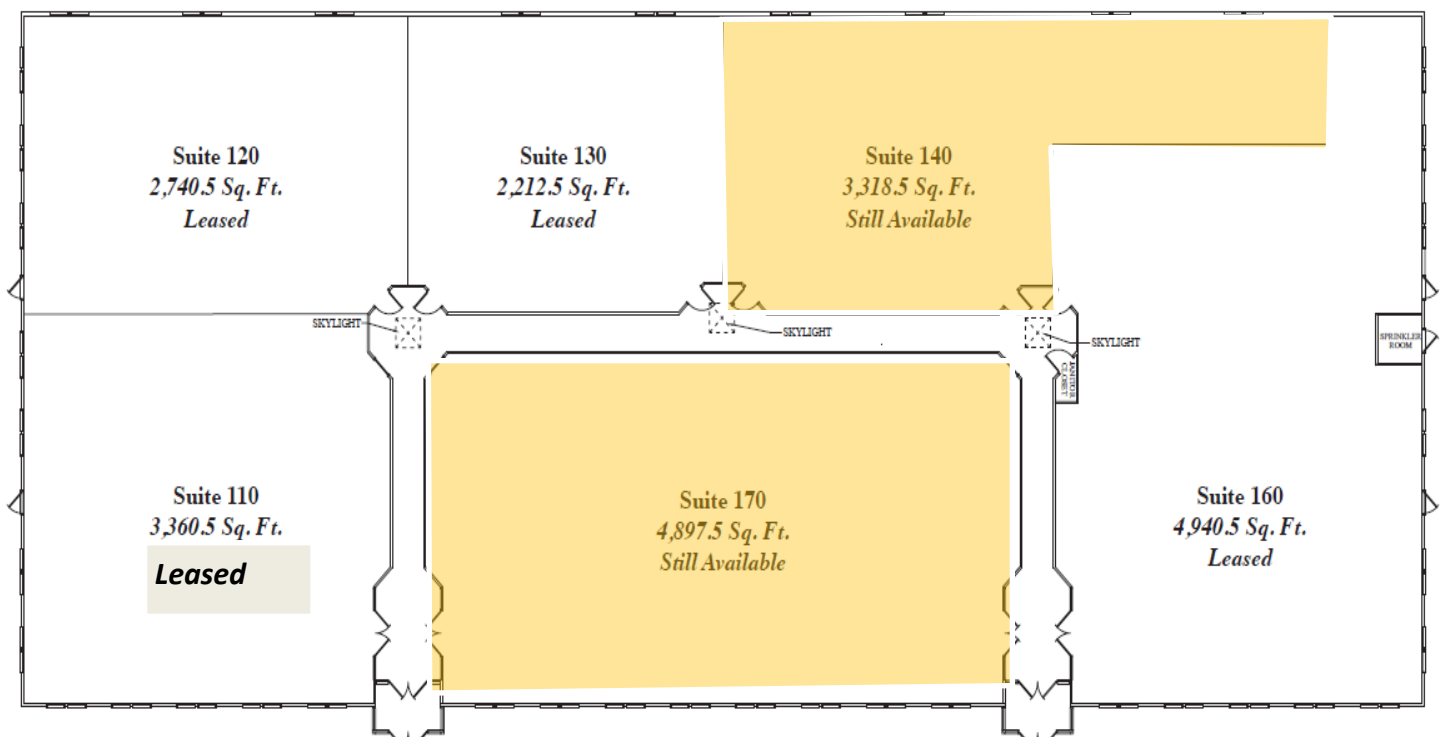 Suite 120
2,740.5 Sq. Ft.
Leased
Suite 130
2,212.5 Sq. Ft.
Leased
Suite 140
3,318.5 Sq. Ft.
Still Available
SKYLIGHT
SKYLIGHT
SKYLIGHT
SPRINKLER
ROOM
JANITOR
CLOSET
Suite 110
3,360.5 Sq. Ft.
Leased
Suite 170
4,897.5 Sq. Ft.
Still Available
Suite 160
4,940.5 Sq. Ft.
Leased